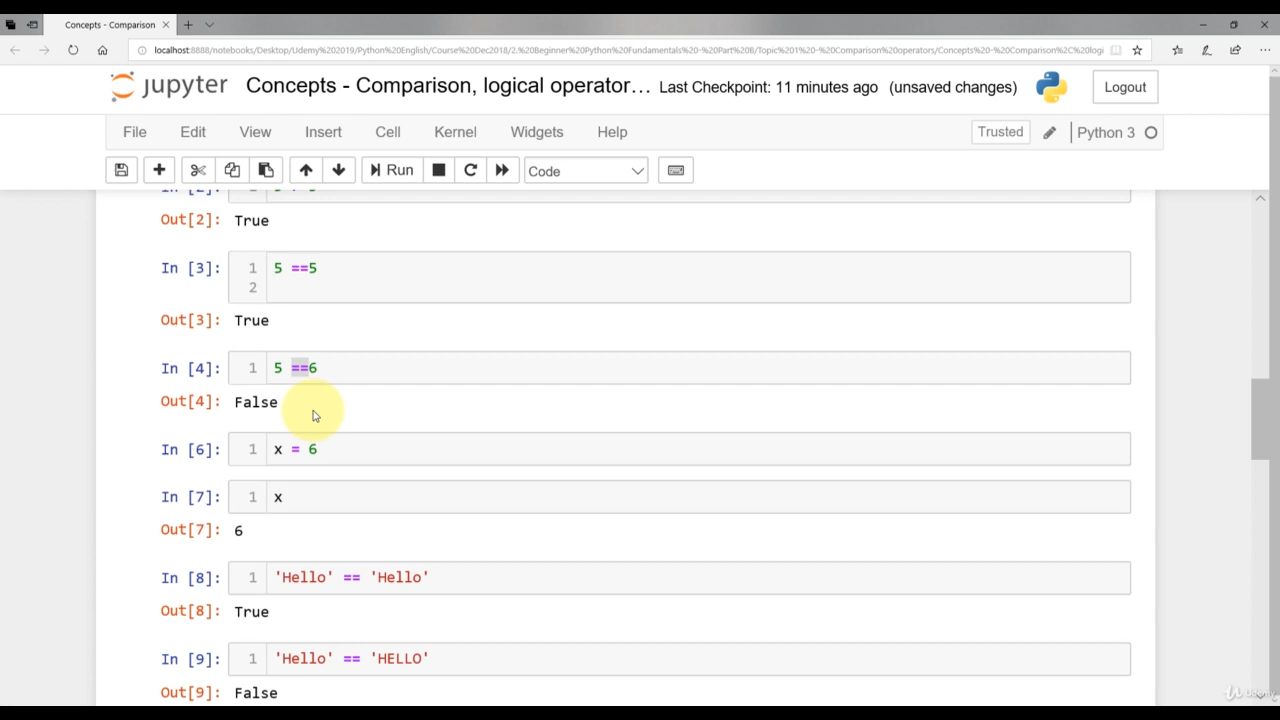 Concepts - Comparison
localhost:8888/notebooks/Desktop/Udemy%202019/Python%20English/Course%20Dec2018/2.%20Beginner%20Python%20Fundamentals%20-%20Part%20B/Topic%201%20-%20Comparison%20operators/Concepts%20-%20Comparison%2C%20logi
jupyter Concepts - Comparison, logical operator... Last Checkpoint: 11 minutes ago (unsaved changes) Logout
File Edit View Insert Cell Kernel Widgets Help Trusted Python 3
Run Code
Out[2]: True
In [3]: 1 5 ==5
2
Out[3]: True
In [4]: 1 5 ==6
Out[4]: False
In [6]: 1 x = 6
In [7]: 1 x
Out[7]: 6
In [8]: 1 'Hello' == 'Hello'
Out[8]: True
In [9]: 1 'Hello' == 'HELLO'
Out[9]: False
Udemy